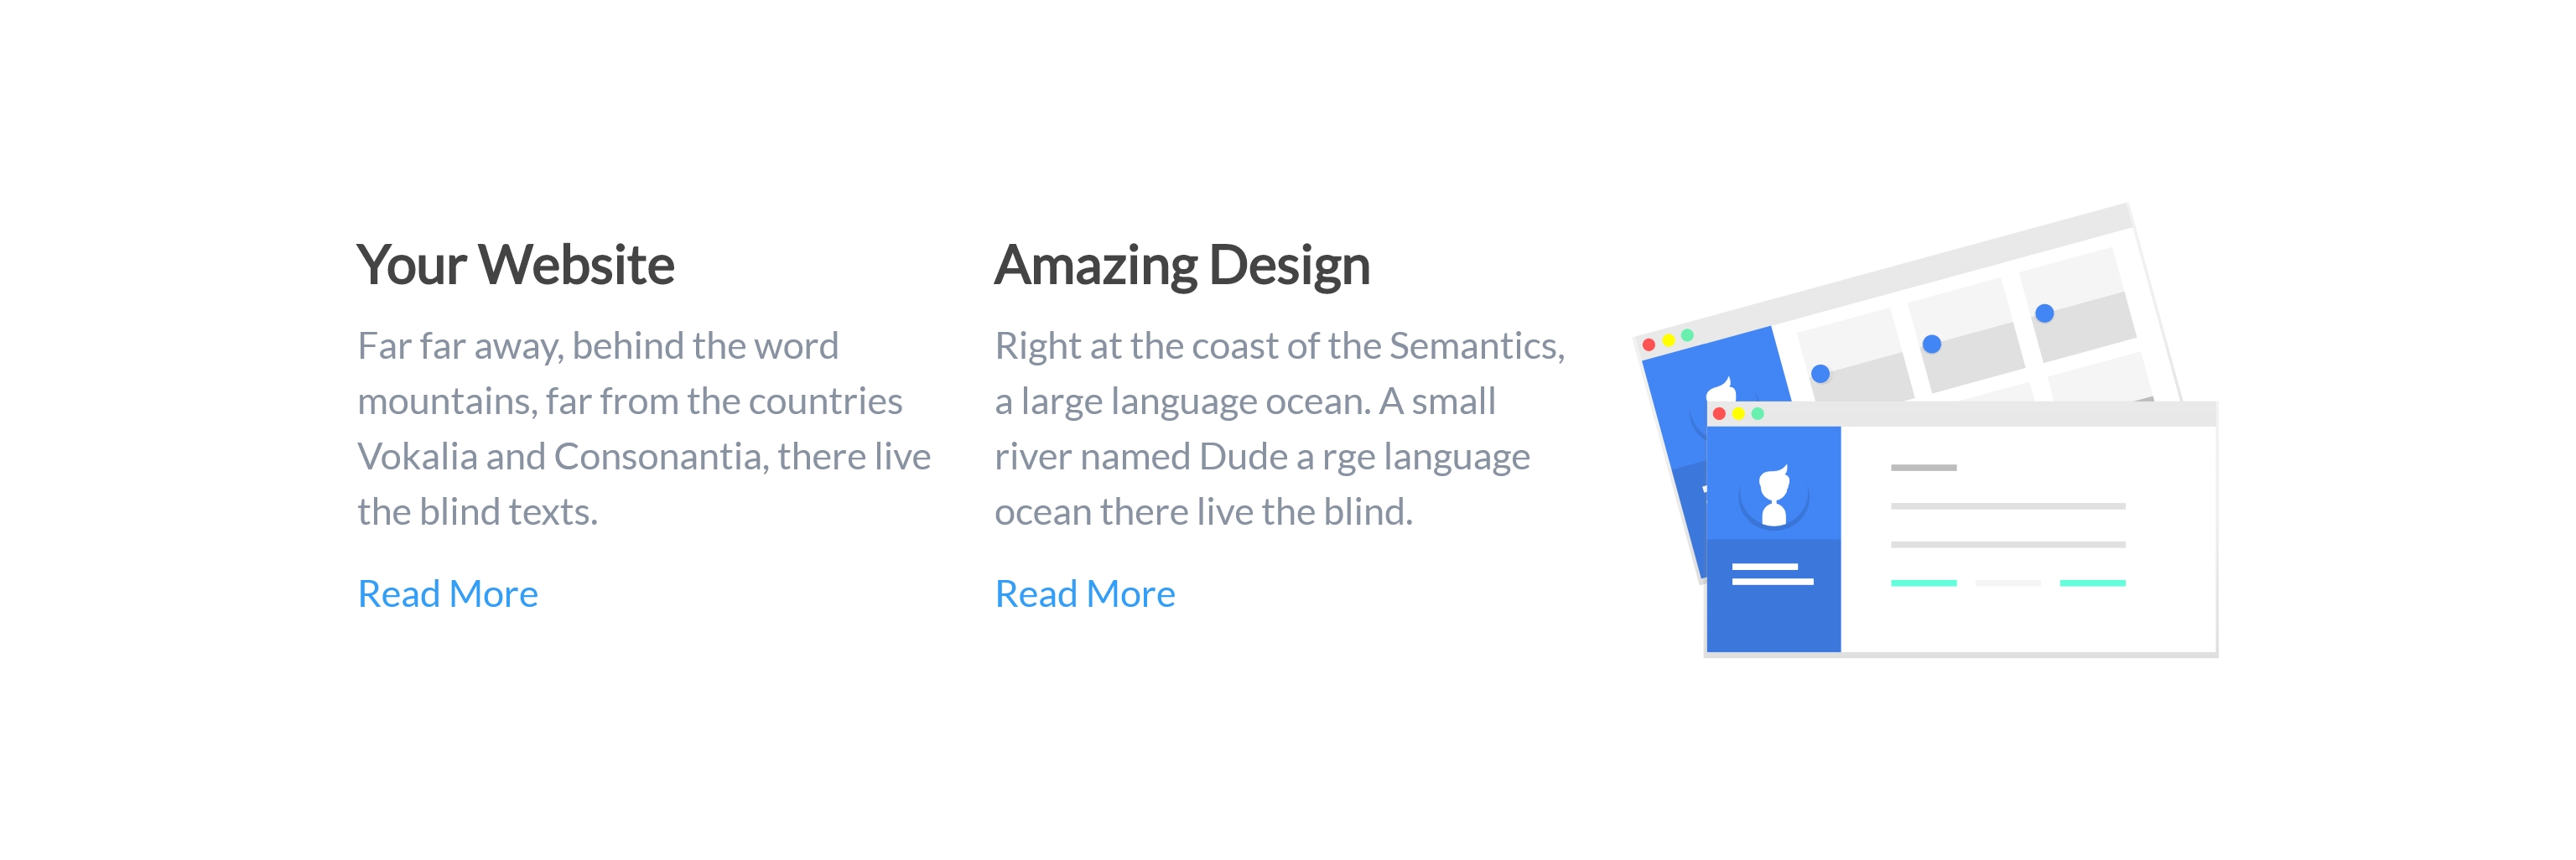 Your Website
Far far away, behind the word
mountains, far from the countries
Vokalia and Consonantia, there live
the blind texts.
Read More
Amazing Design
Right at the coast of the Semantics,
a large language ocean. A small
river named Dude a rge language
ocean there live the blind.
Read More